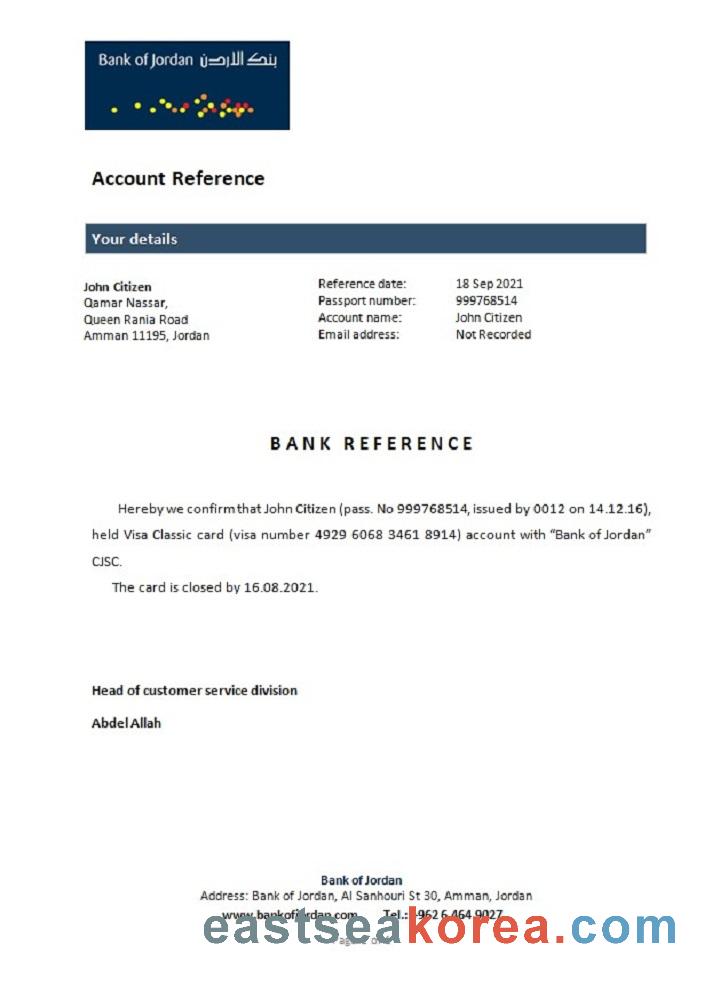 Bank of Jordan بنك الأردن
Account Reference
Your details
John Citizen
Qamar Nassar,
Queen Rania Road
Amman 11195, Jordan
Reference date: 18 Sep 2021
Passport number: 999768514
Account name: John Citizen
Email address: Not Recorded
BANK REFERENCE
Hereby we confirm that John Citizen (pass. No 999768514, issued by 0012 on 14.12.16),
held Visa Classic card (visa number 4929 6068 3461 8914) account with “Bank of Jordan”
CJSC.
The card is closed by 16.08.2021.
Head of customer service division
Abdel Allah
Bank of Jordan
Address: Bank of Jordan, Al Sanhouri St 30, Amman, Jordan
www.bankofjordan.com Tel.: +962 6 464 9027
eastseakorea.com